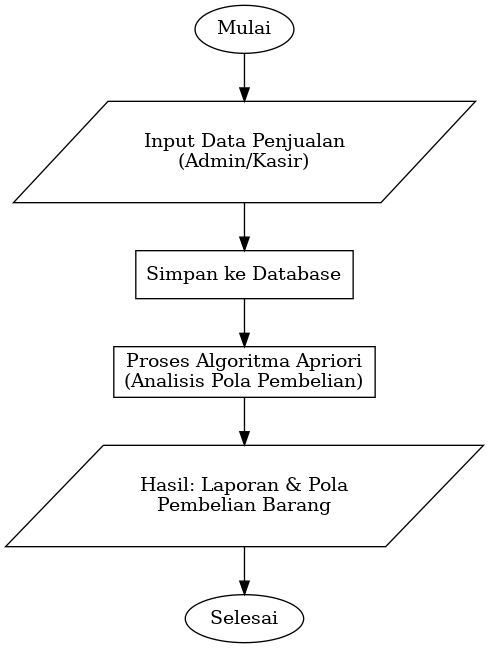 Mulai
Input Data Penjualan
(Admin/Kasir)
Simpan ke Database
Proses Algoritma Apriori
(Analisis Pola Pembelian)
Hasil: Laporan & Pola
Pembelian Barang
Selesai